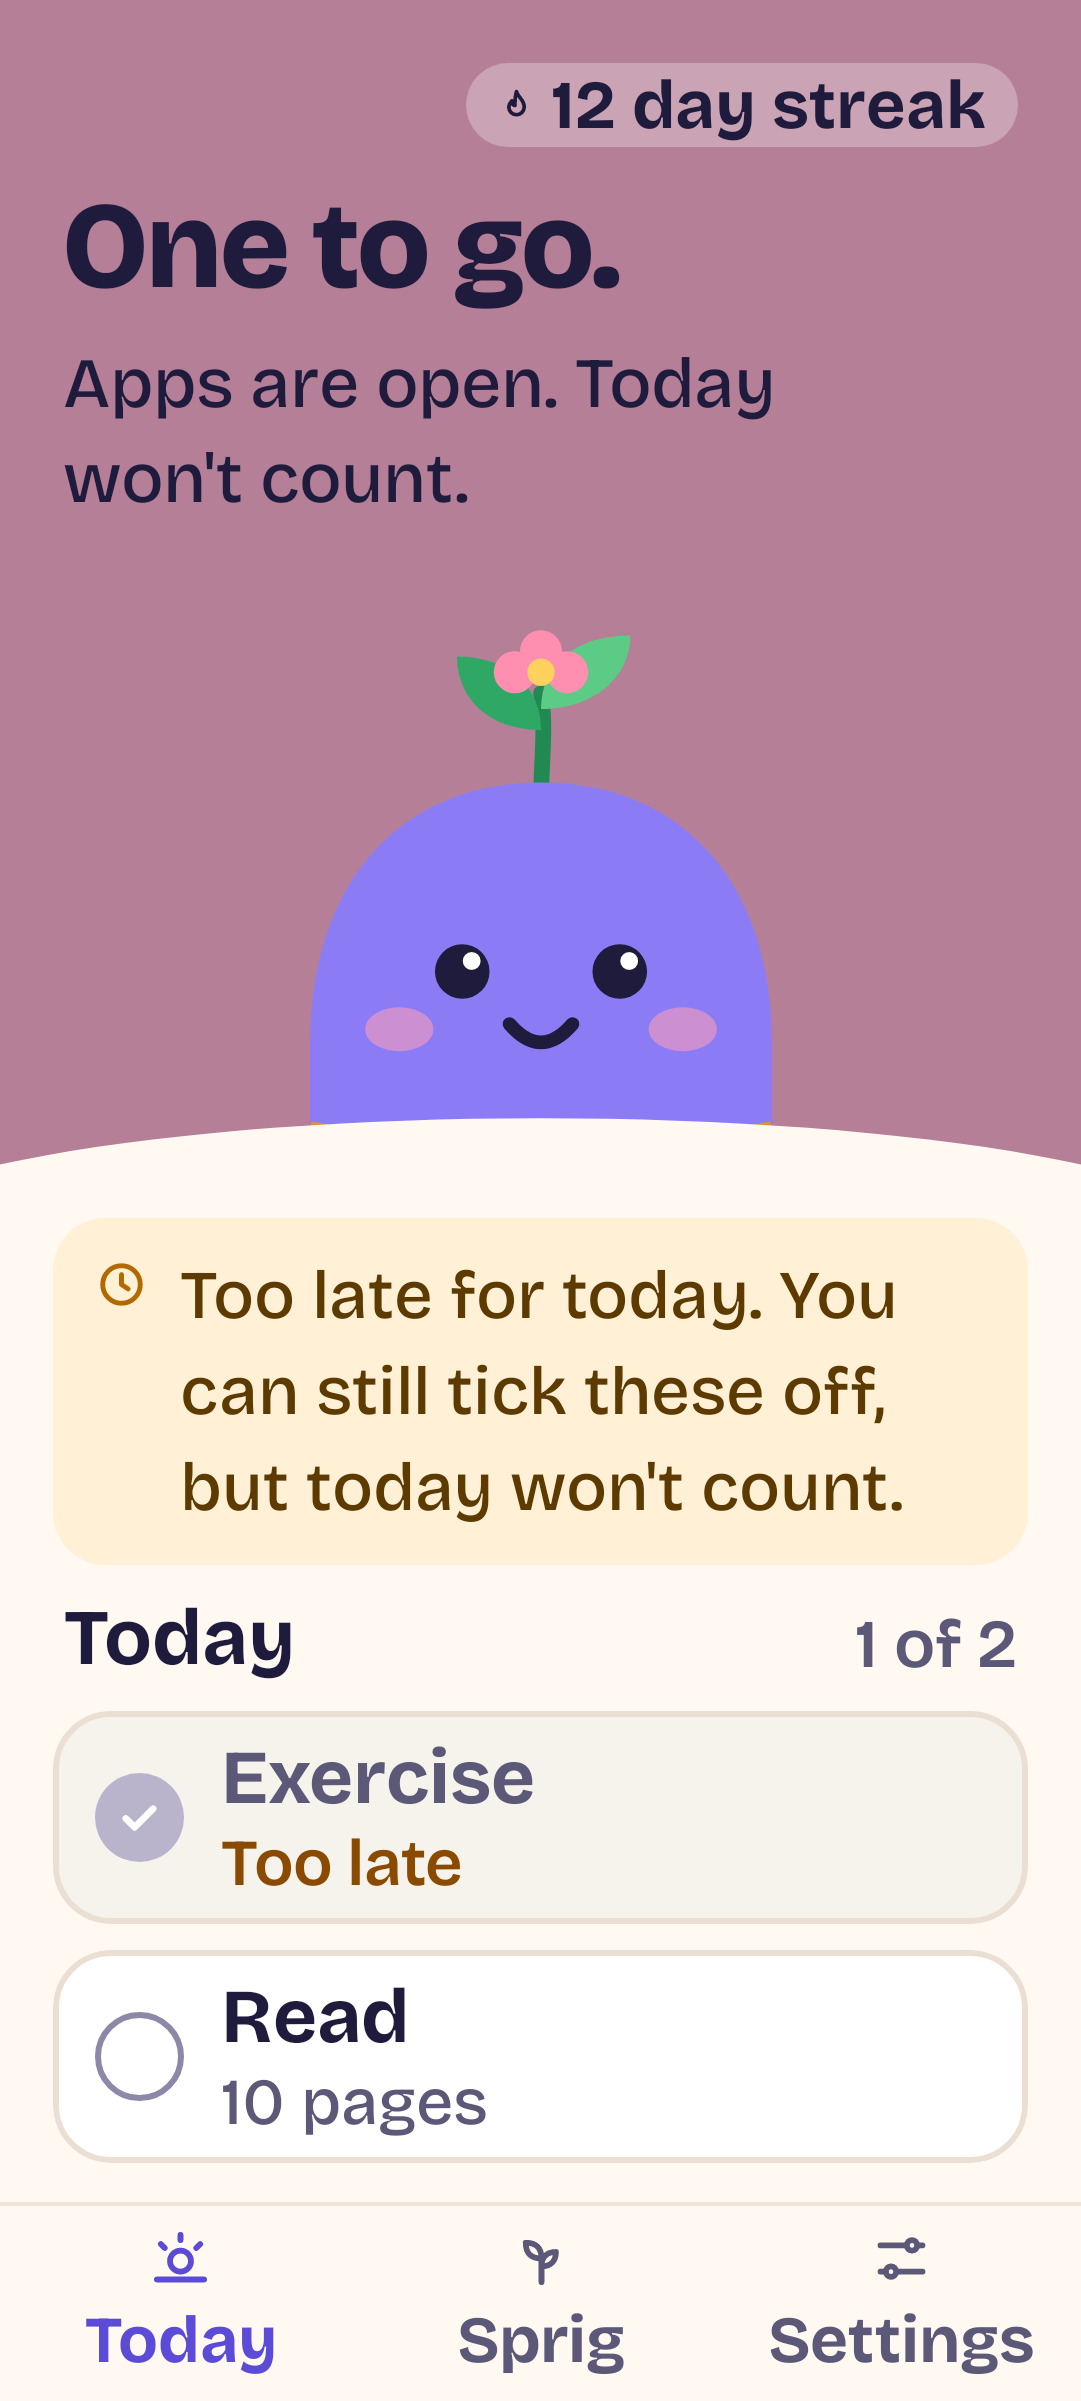 12 day streak
One to go.
Apps are open. Today
won't count.
Too late for today. You
can still tick these off,
but today won't count.
Today
1 of 2
Exercise
Too late
Read
10 pages
Today
Sprig
Settings